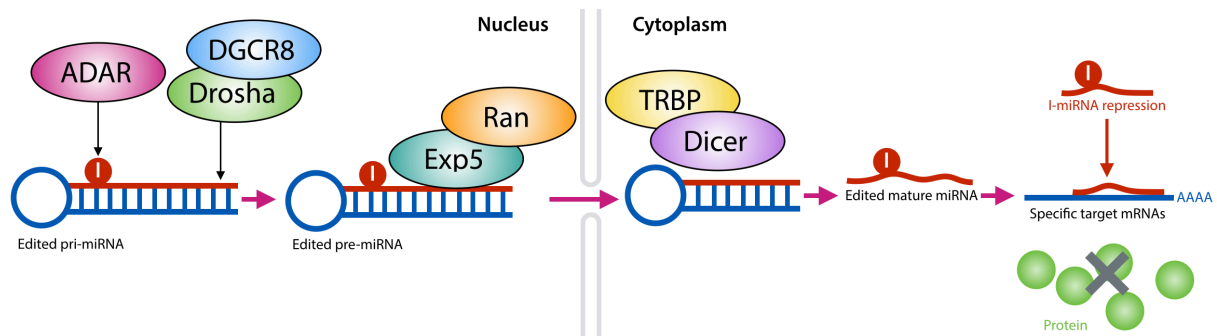 Nucleus
Cytoplasm
ADAR
DGCR8
Drosha
I
Edited pri-miRNA
Ran
Exp5
I
Edited pre-miRNA
TRBP
Dicer
I
Edited mature miRNA
I
I-miRNA repression
AAAA
Specific target mRNAs
Protein